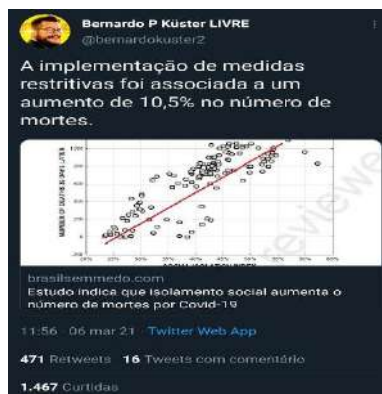 Bernardo P Küster LIVRE
@bernardokuster2
A implementação de medidas
restritivas foi associada a um
aumento de 10,5% no número de
mortes.
brasilsemmedo.com
Estudo indica que isolamento social aumenta o
número de mortes por Covid-19
11:56 06 mar 21 Twitter Web App
471 Retweets 16 Tweets com comentário
1.467 Curtidas